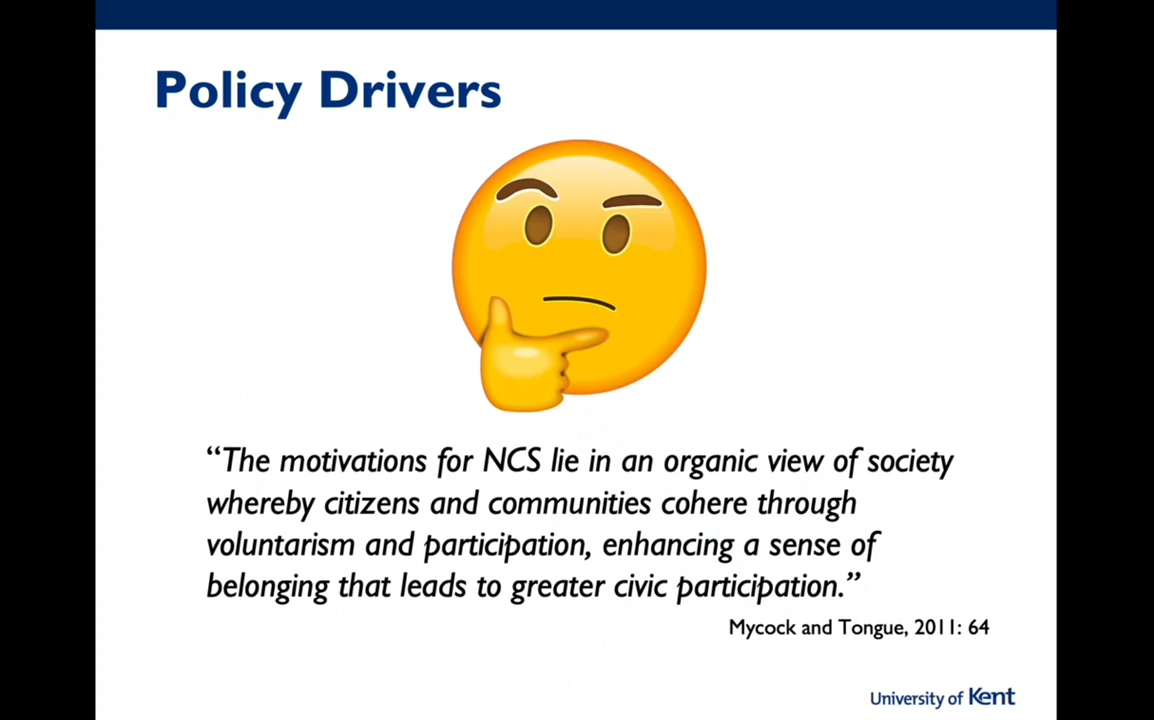 Policy Drivers
“The motivations for NCS lie in an organic view of society
whereby citizens and communities cohere through
voluntarism and participation, enhancing a sense of
belonging that leads to greater civic participation.”
Mycock and Tongue, 2011: 64
University of Kent